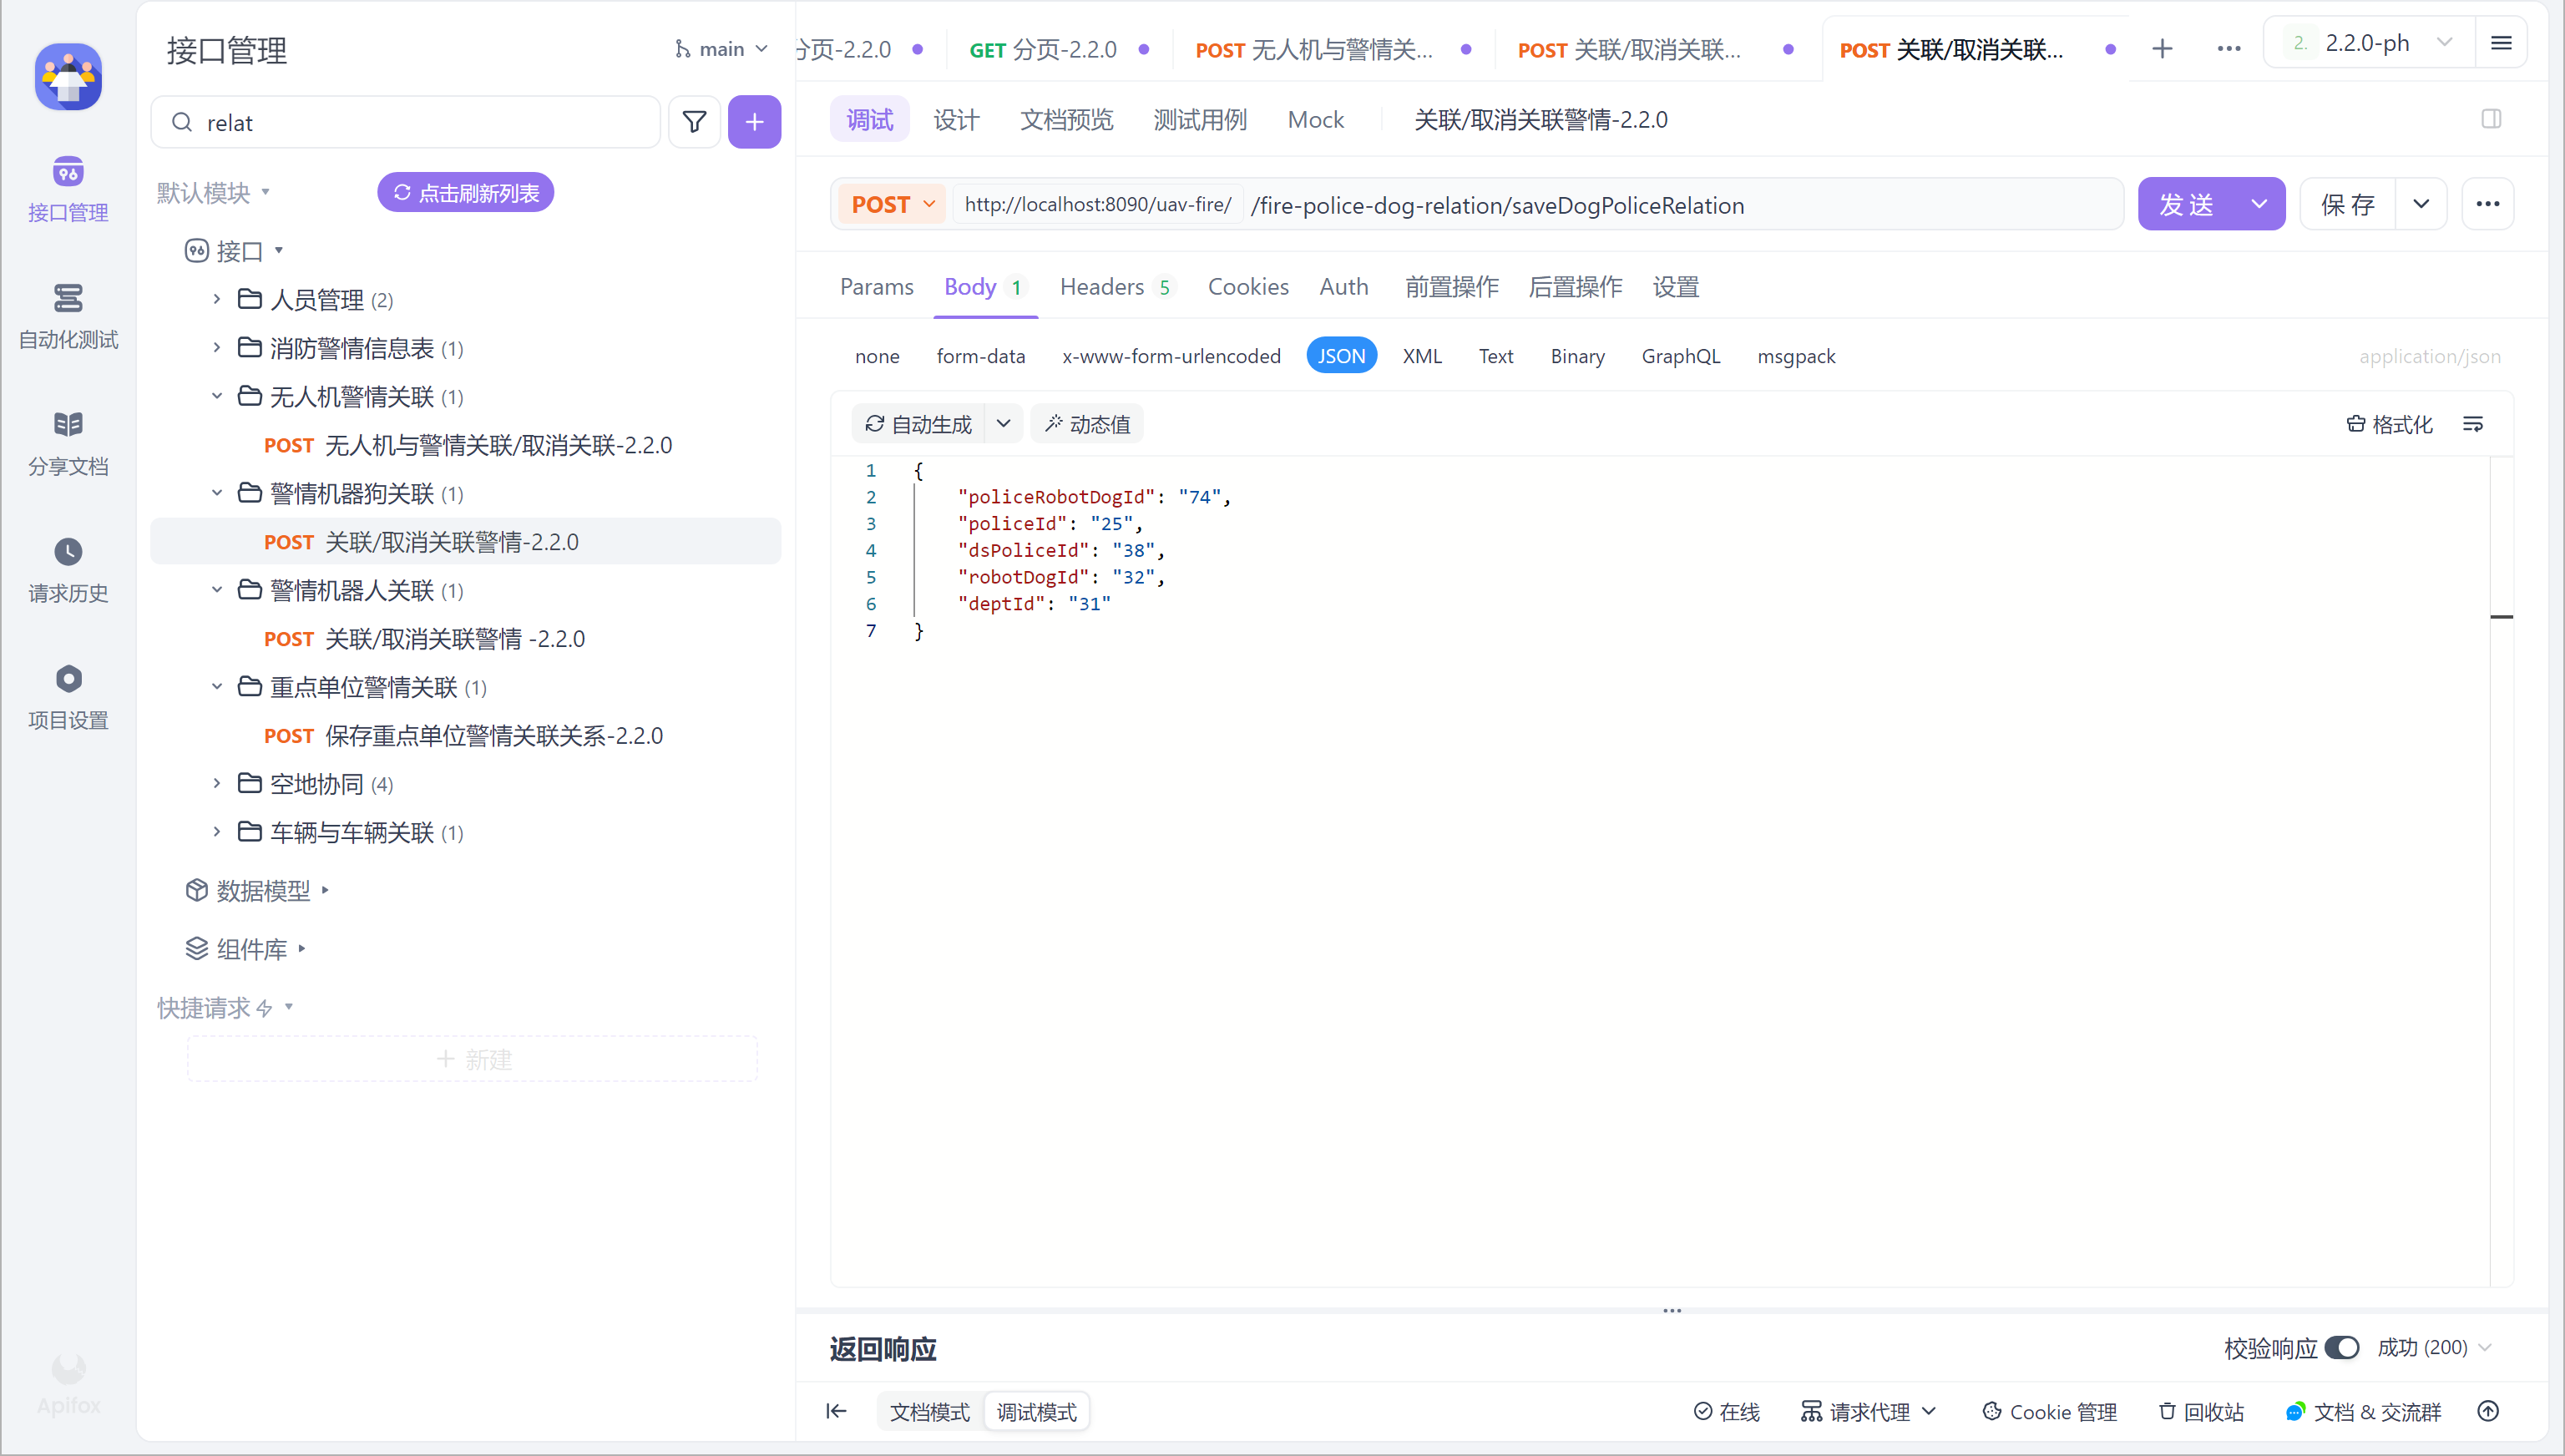 接口管理
自动化测试
分享文档
请求历史
项目设置
Apifox
接口管理
main
relat
默认模块
点击刷新列表
接口
人员管理 (2)
消防警情信息表 (1)
无人机警情关联 (1)
POST 无人机与警情关联/取消关联-2.2.0
警情机器狗关联 (1)
POST 关联/取消关联警情-2.2.0
警情机器人关联 (1)
POST 关联/取消关联警情 -2.2.0
重点单位警情关联 (1)
POST 保存重点单位警情关联关系-2.2.0
空地协同 (4)
车辆与车辆关联 (1)
数据模型
组件库
快捷请求
新建
分页-2.2.0
GET 分页-2.2.0
POST 无人机与警情关...
POST 关联/取消关联...
POST 关联/取消关联...
2. 2.2.0-ph
调试 设计 文档预览 测试用例 Mock 关联/取消关联警情-2.2.0
POST http://localhost:8090/uav-fire/ /fire-police-dog-relation/saveDogPoliceRelation
发送 保存
Params Body 1 Headers 5 Cookies Auth 前置操作 后置操作 设置
none form-data x-www-form-urlencoded JSON XML Text Binary GraphQL msgpack application/json
自动生成 动态值 格式化
1 {
2 "policeRobotDogId": "74",
3 "policeId": "25",
4 "dsPoliceId": "38",
5 "robotDogId": "32",
6 "deptId": "31"
7 }
返回响应 校验响应 成功 (200)
文档模式 调试模式 在线 请求代理 Cookie 管理 回收站 文档 & 交流群